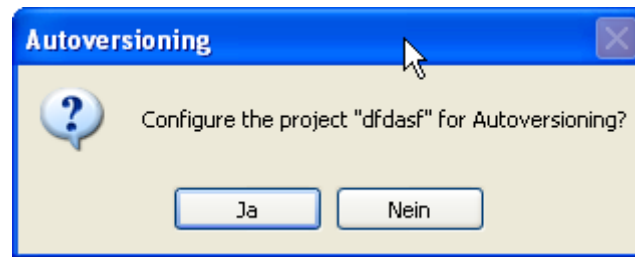 Autoversioning
Configure the project "dfdasf" for Autoversioning?
Ja
Nein